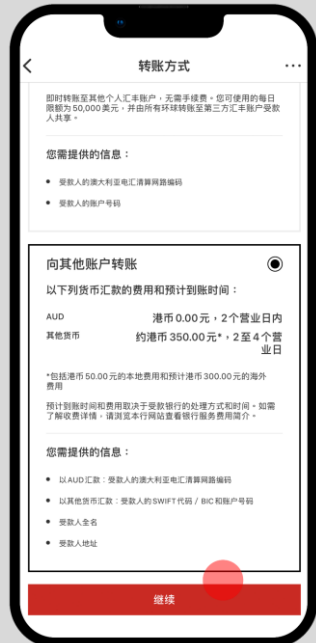 转账方式
即时转账至其他个人汇丰账户，无需手续费。您可使用的每日
限额为50,000美元，并由所有环球转账至第三方汇丰账户受款
人共享。
您需提供的信息：
• 受款人的澳大利亚电汇清算网路编码
• 受款人的账户号码
向其他账户转账
以下列货币汇款的费用和预计到账时间：
AUD 港币0.00元，2个营业日内
其他货币 约港币350.00元*，2至4个营
业日
*包括港币50.00元的本地费用和预计港币300.00元的海外
费用
预计到账时间和费用取决于受款银行的处理方式和时间。如需
了解收费详情，请浏览本行网站查看银行服务费用简介。
您需提供的信息：
• 以AUD汇款：受款人的澳大利亚电汇清算网路编码
• 以其他货币汇款：受款人的SWIFT代码 / BIC和账户号码
• 受款人全名
• 受款人地址
继续